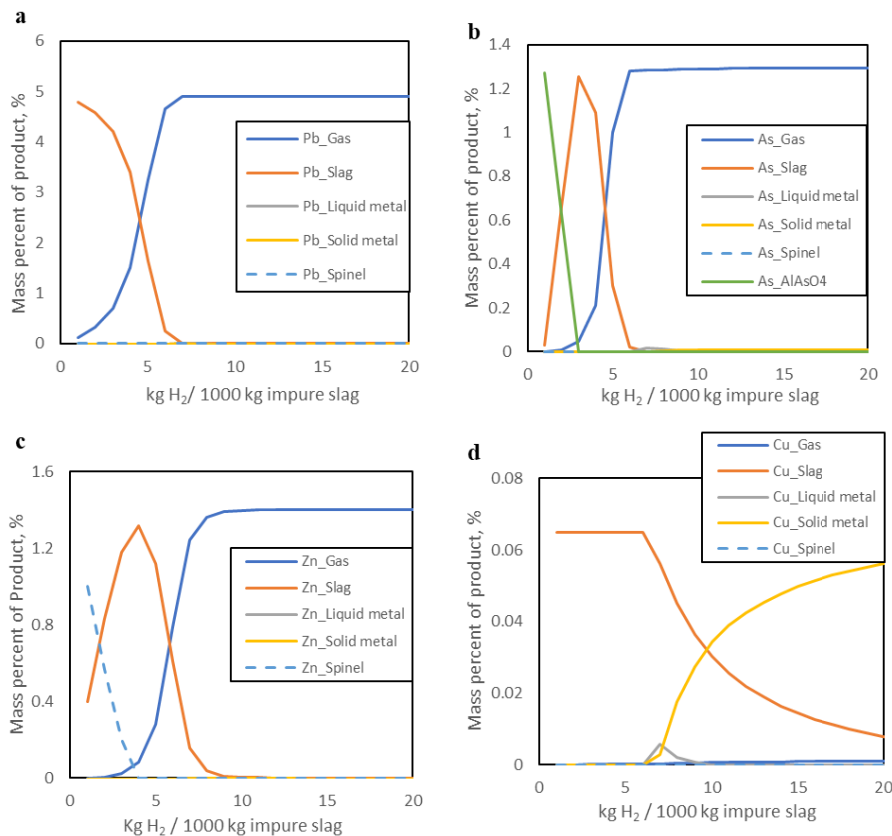 a
Mass percent of product, %
6
5
4
3
2
1
0
Pb_Gas
Pb_Slag
Pb_Liquid metal
Pb_Solid metal
Pb_Spinel
0 5 10 15 20
kg H₂/ 1000 kg impure slag
b
Mass percent of product, %
1.4
1.2
1
0.8
0.6
0.4
0.2
0
As_Gas
As_Slag
As_Liquid metal
As_Solid metal
As_Spinel
As_AlAsO4
0 5 10 15 20
kg H₂ / 1000 kg impure slag
c
Mass percent of Product, %
1.6
1.2
0.8
0.4
0
Zn_Gas
Zn_Slag
Zn_Liquid metal
Zn_Solid metal
Zn_Spinel
0 5 10 15 20
Kg H₂ / 1000 kg impure slag
d
Mass percent of product, %
0.08
0.06
0.04
0.02
0
Cu_Gas
Cu_Slag
Cu_Liquid metal
Cu_Solid metal
Cu_Spinel
0 5 10 15 20
kg H₂ / 1000 kg impure slag